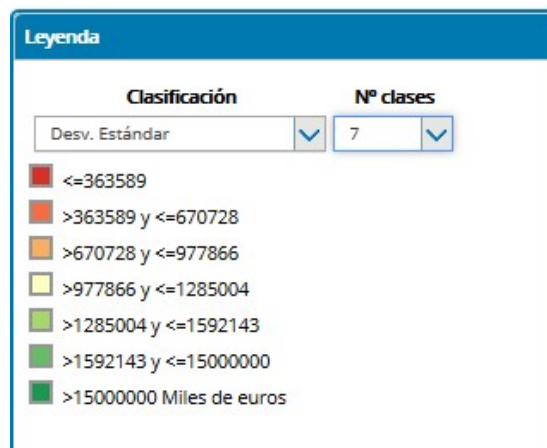 Leyenda
Clasificación Nº clases
Desv. Estándar 7
<=363589
>363589 y <=670728
>670728 y <=977866
>977866 y <=1285004
>1285004 y <=1592143
>1592143 y <=15000000
>15000000 Miles de euros